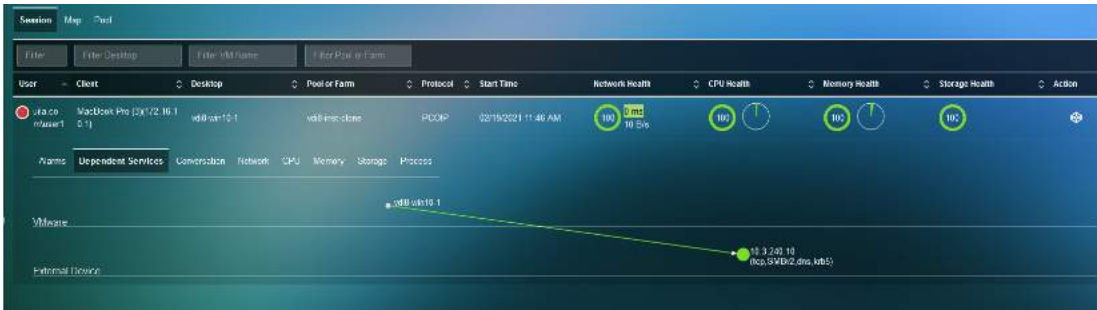 Session Map Pool
Filter Filter Desktop Filter VM Name Filter Pool or Farm
User Client Desktop Pool or Farm Protocol Start Time Network Health CPU Health Memory Health Storage Health Action
MacBook Pro (3)(172.16.1 vdi8-win10-1 vdi8-inst-clone PCOIP 02/19/2021 11:46 AM 100 0 ms 100 100 100
m\user1 0.1) 10 B/s
Alarms Dependent Services Conversation Network CPU Memory Storage Process
vdi8-win10-1
VMware
10.3.240.10
(tcp,SMBv2,dns,krb5)
External Device